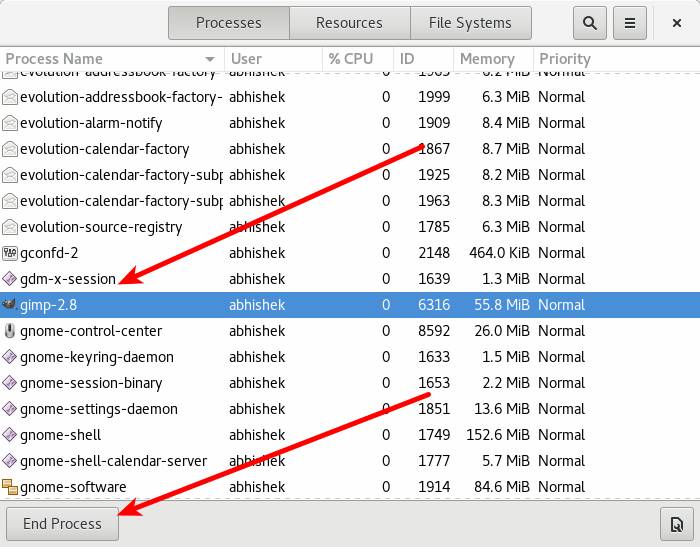 Processes Resources File Systems
Process Name User % CPU ID Memory Priority
evolution-addressbook-factory abhishek 0 1983 6.2 MiB Normal
evolution-addressbook-factory- abhishek 0 1999 6.3 MiB Normal
evolution-alarm-notify abhishek 0 1909 8.4 MiB Normal
evolution-calendar-factory abhishek 0 1867 8.7 MiB Normal
evolution-calendar-factory-subp abhishek 0 1925 8.2 MiB Normal
evolution-calendar-factory-subp abhishek 0 1963 8.3 MiB Normal
evolution-source-registry abhishek 0 1785 6.3 MiB Normal
gconfd-2 abhishek 0 2148 464.0 KiB Normal
gdm-x-session abhishek 0 1639 1.3 MiB Normal
gimp-2.8 abhishek 0 6316 55.8 MiB Normal
gnome-control-center abhishek 0 8592 26.0 MiB Normal
gnome-keyring-daemon abhishek 0 1633 1.5 MiB Normal
gnome-session-binary abhishek 0 1653 2.2 MiB Normal
gnome-settings-daemon abhishek 0 1851 13.6 MiB Normal
gnome-shell abhishek 0 1749 152.6 MiB Normal
gnome-shell-calendar-server abhishek 0 1777 5.7 MiB Normal
gnome-software abhishek 0 1914 84.6 MiB Normal
End Process